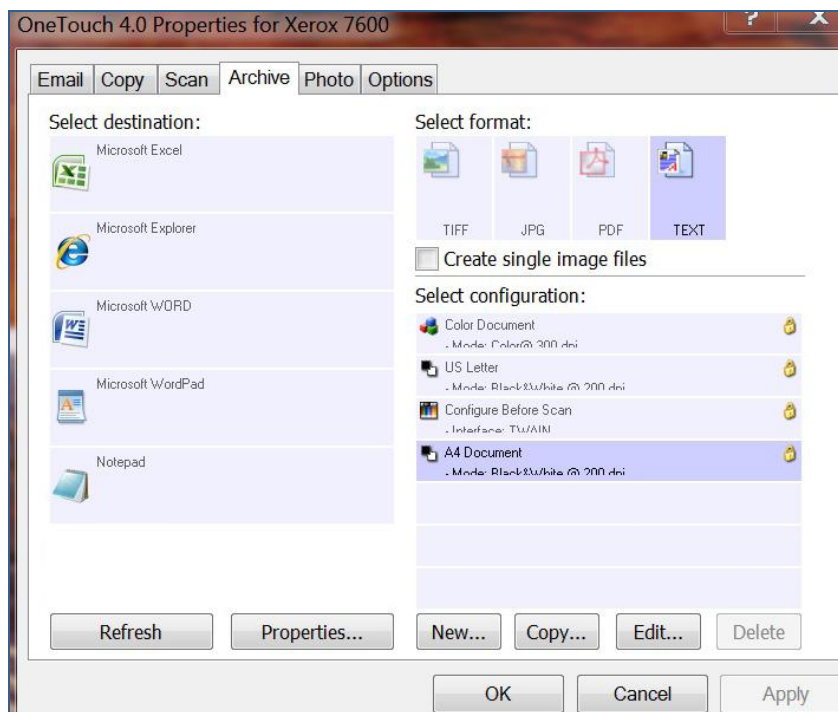 OneTouch 4.0 Properties for Xerox 7600
? X
Email Copy Scan Archive Photo Options
Select destination:
Microsoft Excel
Microsoft Explorer
Microsoft WORD
Microsoft WordPad
Notepad
Refresh
Properties...
Select format:
TIFF
JPG
PDF
TEXT
Create single image files
Select configuration:
Color Document
- Mode: Color@ 300 dpi
US Letter
- Mode: Black&White @ 200 dpi
Configure Before Scan
- Interface: TWAIN
A4 Document
- Mode: Black&White @ 200 dpi
New...
Copy...
Edit...
Delete
OK
Cancel
Apply